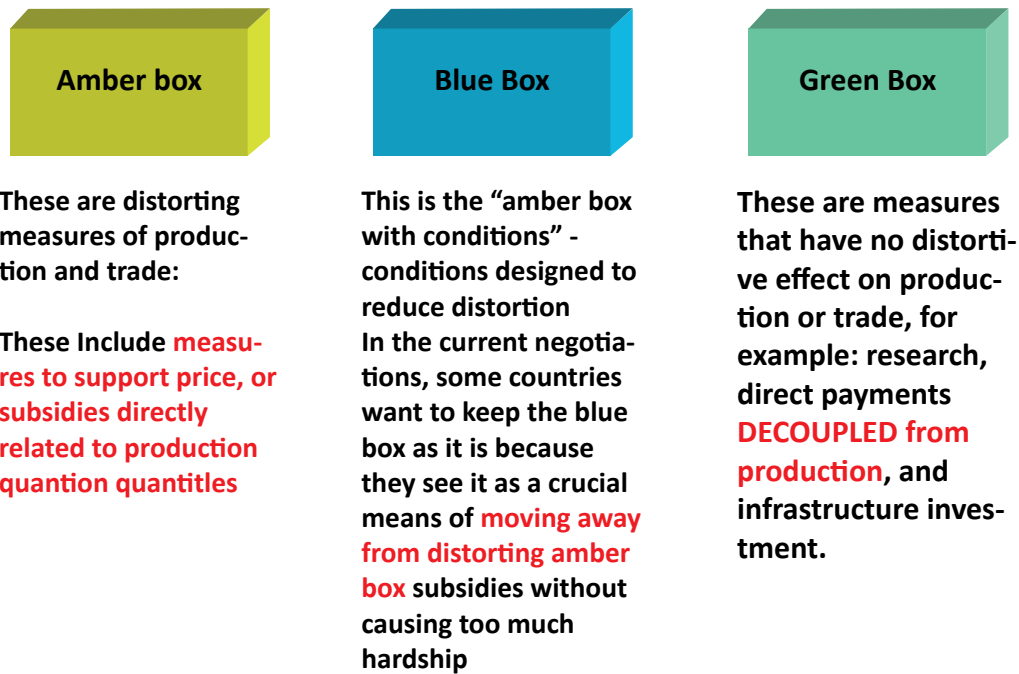 Amber box
These are distorting
measures of produc-
tion and trade:
These Include measu-
res to support price, or
subsidies directly
related to production
quantion quantitles
Blue Box
This is the “amber box
with conditions” -
conditions designed to
reduce distortion
In the current negotia-
tions, some countries
want to keep the blue
box as it is because
they see it as a crucial
means of moving away
from distorting amber
box subsidies without
causing too much
hardship
Green Box
These are measures
that have no distorti-
ve effect on produc-
tion or trade, for
example: research,
direct payments
DECOUPLED from
production, and
infrastructure inves-
tment.